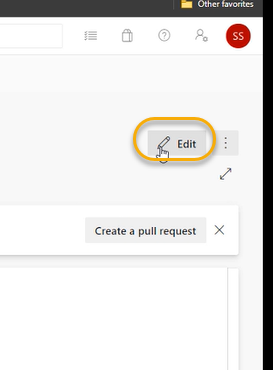 Other favorites
SS
Edit
Create a pull request